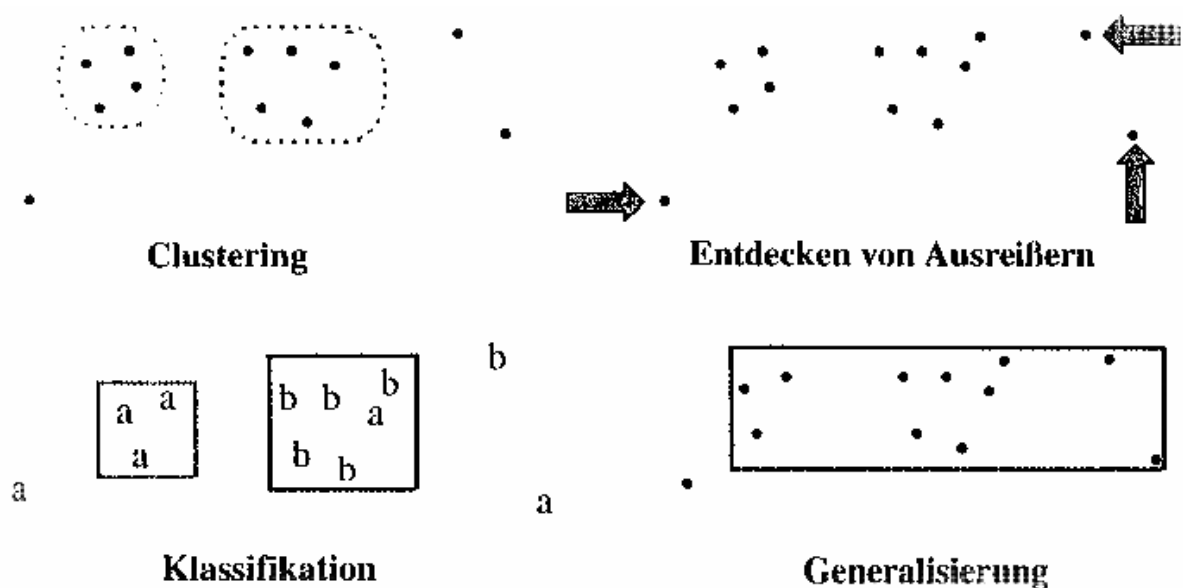 Clustering
Entdecken von Ausreißern
b
b b b
a a a
b b
a
a a
Klassifikation
Generalisierung